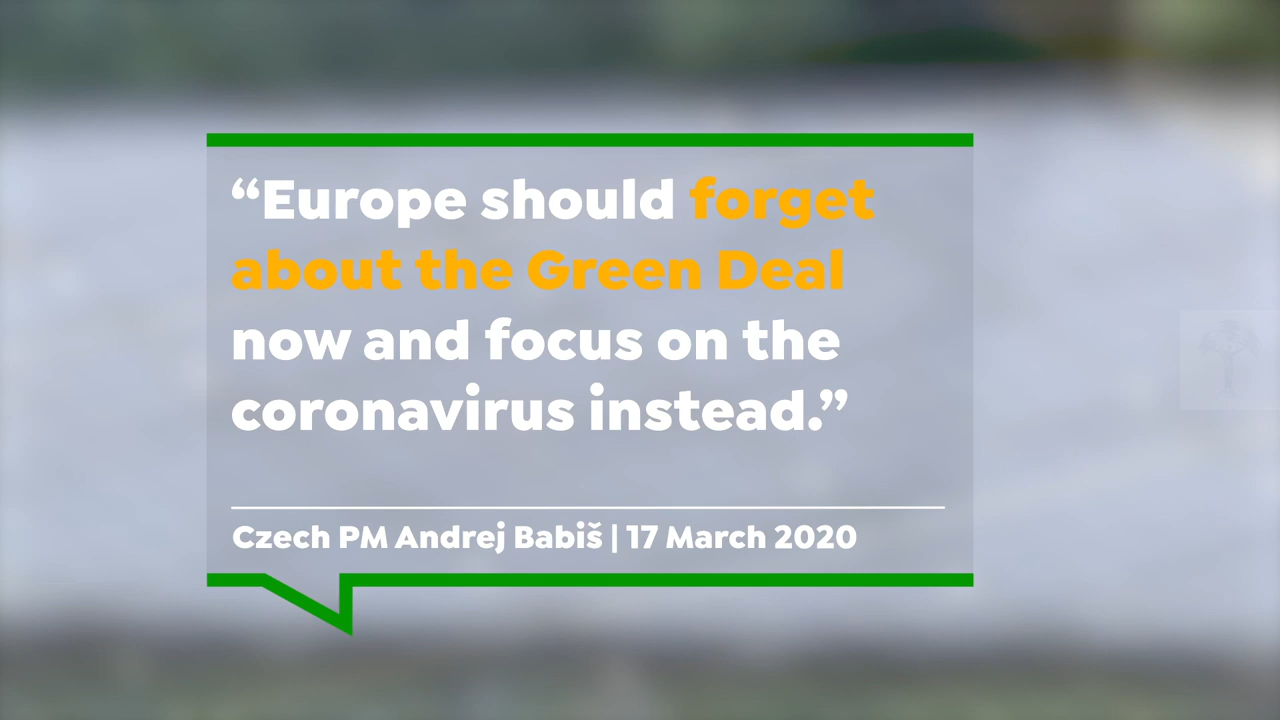 “Europe should forget
about the Green Deal
now and focus on the
coronavirus instead.”
Czech PM Andrej Babiš | 17 March 2020